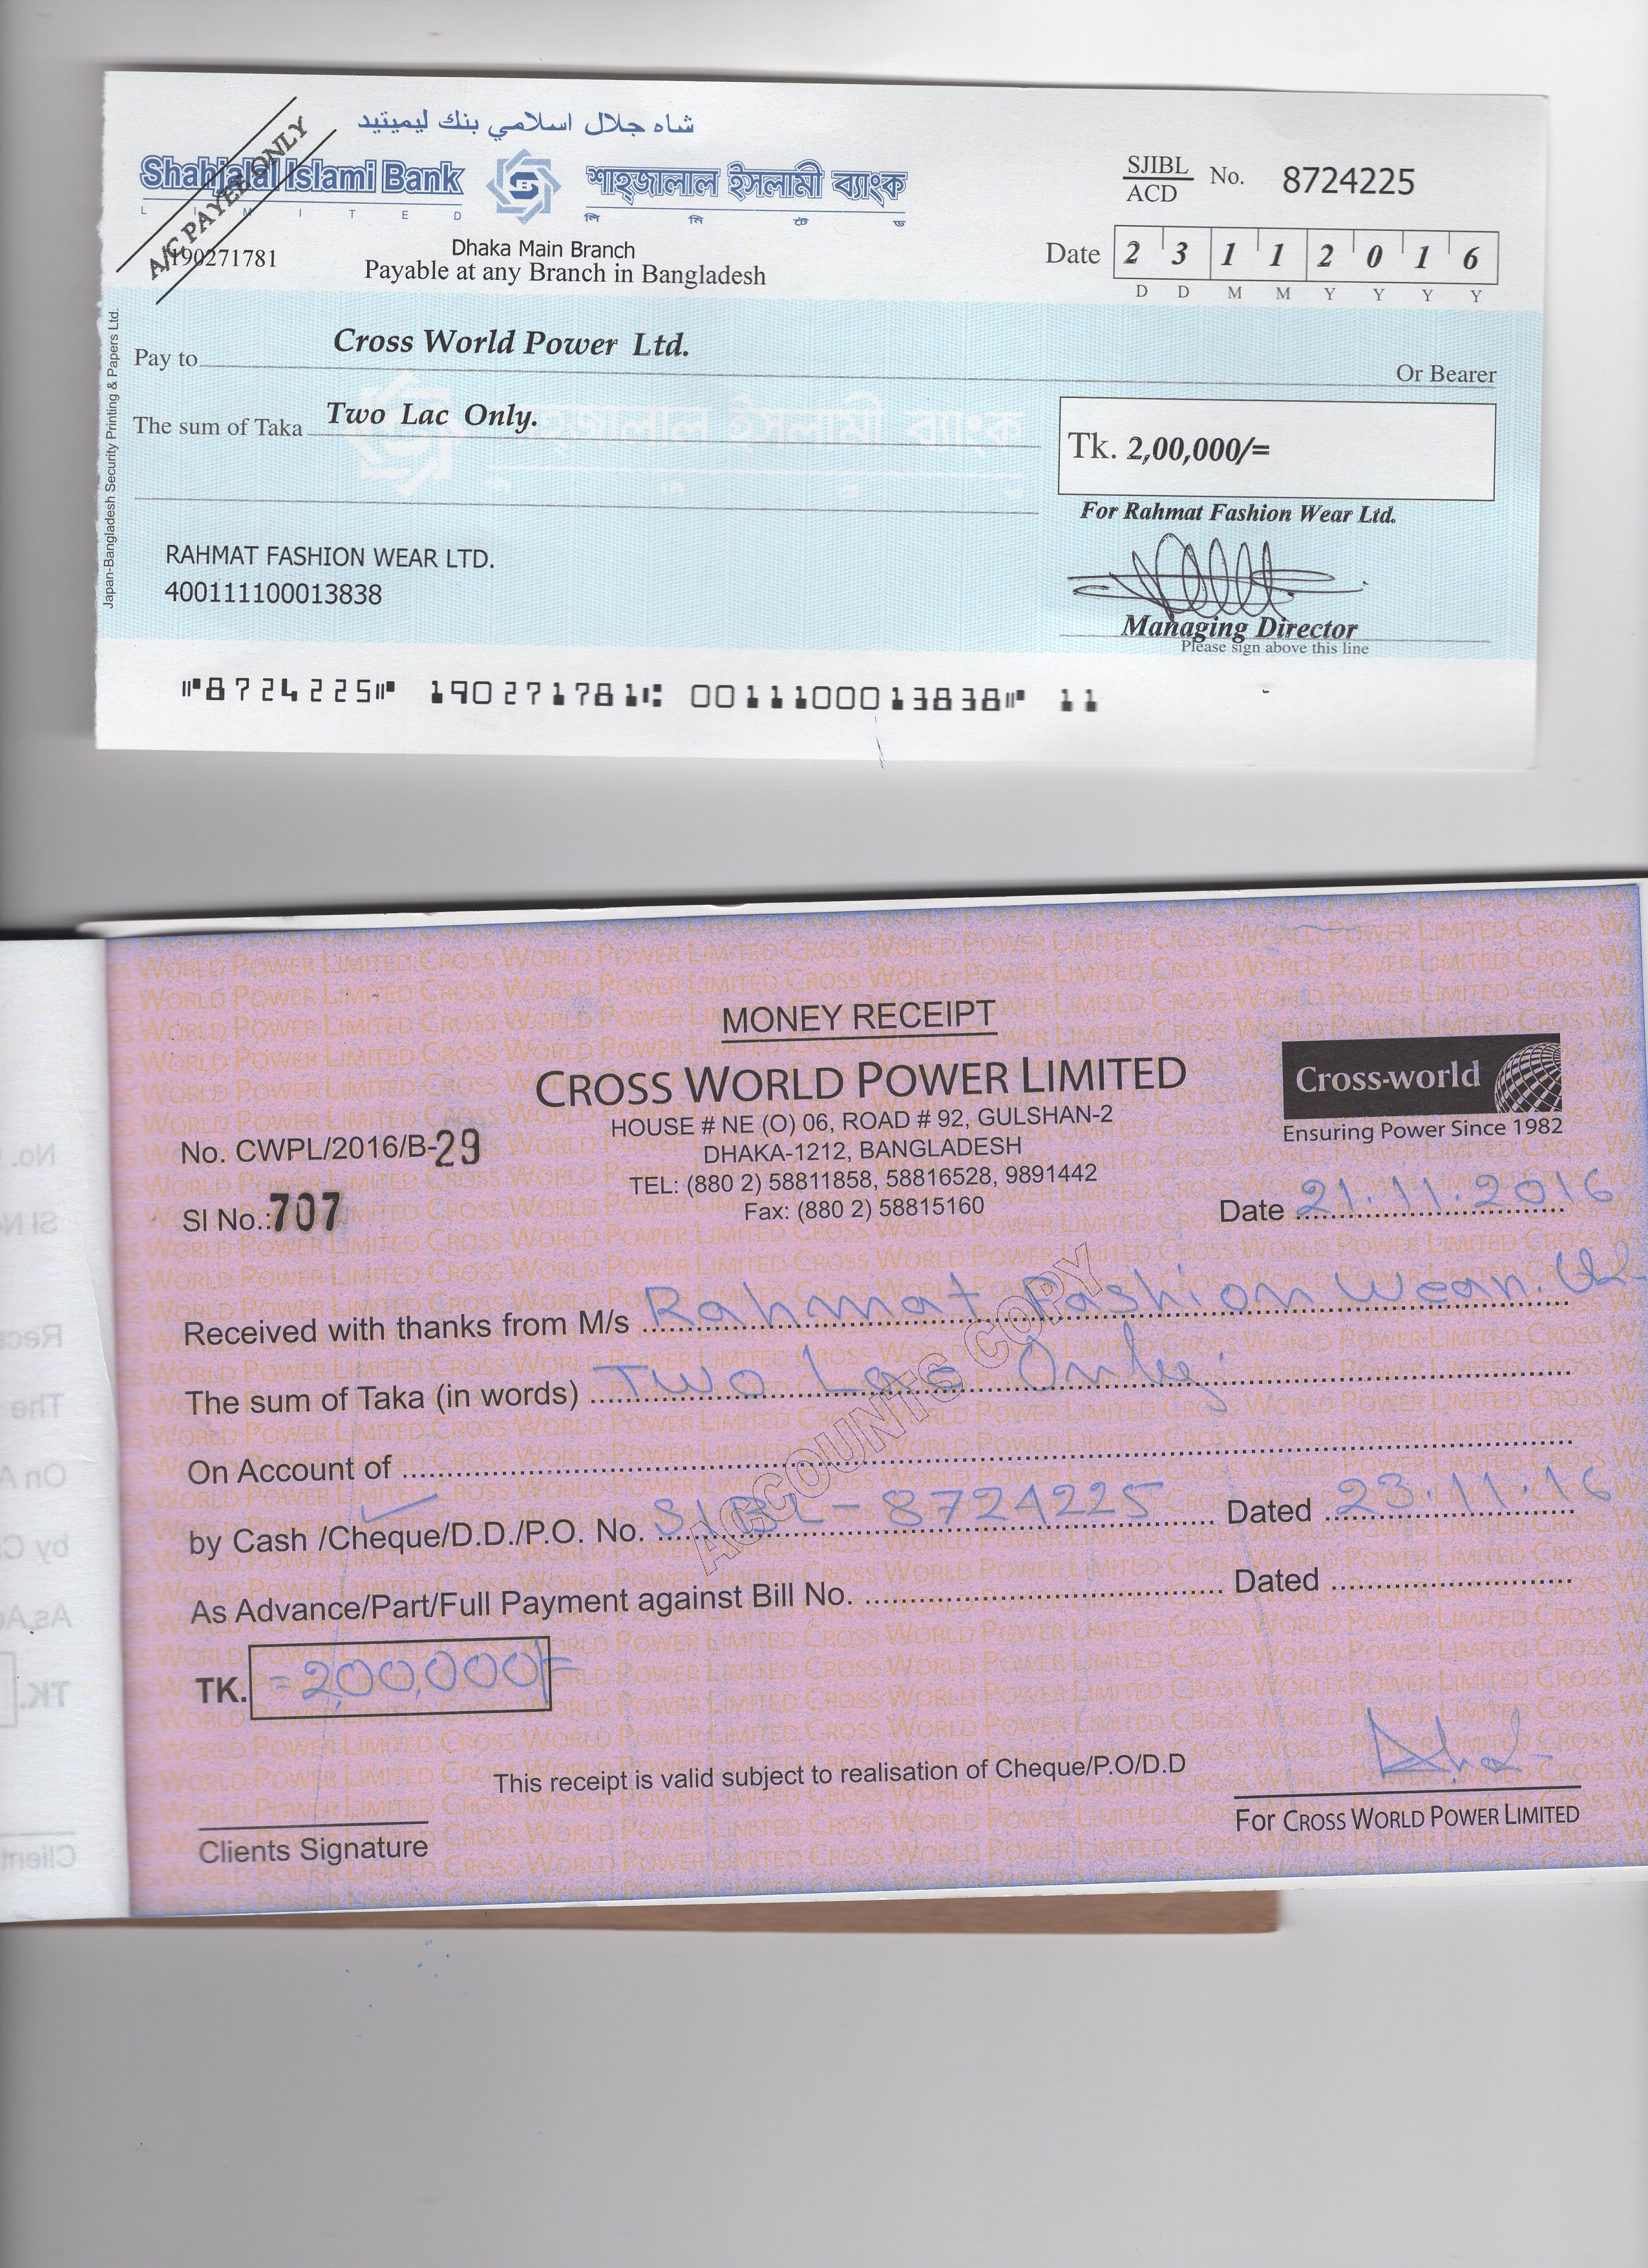 شاه جلال اسلامي بنك ليميتيد
Shahjalal Islami Bank
LIMITED
শাহ্জালাল ইসলামী ব্যাংক
লিমিটেড
A/C PAYEE ONLY
SJIBL
ACD
No. 8724225
190271781
Dhaka Main Branch
Payable at any Branch in Bangladesh
Date 2 3 1 1 2 0 1 6
D D M M Y Y Y Y
Japan-Bangladesh Security Printing & Papers Ltd.
Pay to Cross World Power Ltd. Or Bearer
The sum of Taka Two Lac Only.
Tk. 2,00,000/=
For Rahmat Fashion Wear Ltd.
RAHMAT FASHION WEAR LTD.
400111100013838
Managing Director
Please sign above this line
⑈8724225⑈ 190271781⑆ 00111100013838⑈ 11
MONEY RECEIPT
CROSS WORLD POWER LIMITED
HOUSE # NE (O) 06, ROAD # 92, GULSHAN-2
DHAKA-1212, BANGLADESH
TEL: (880 2) 58811858, 58816528, 9891442
Fax: (880 2) 58815160
Cross-world
Ensuring Power Since 1982
No. CWPL/2016/B-29
Sl No.:707
Date 21.11.2016
Received with thanks from M/s Rahmat Fashion Wear.
The sum of Taka (in words) Two Lac Only.
On Account of
by Cash /Cheque/D.D./P.O. No. SIBL - 8724225 Dated 23.11.16
As Advance/Part/Full Payment against Bill No. Dated
TK. =2,00,000/=
ACCOUNTS COPY
This receipt is valid subject to realisation of Cheque/P.O/D.D
Clients Signature
For CROSS WORLD POWER LIMITED